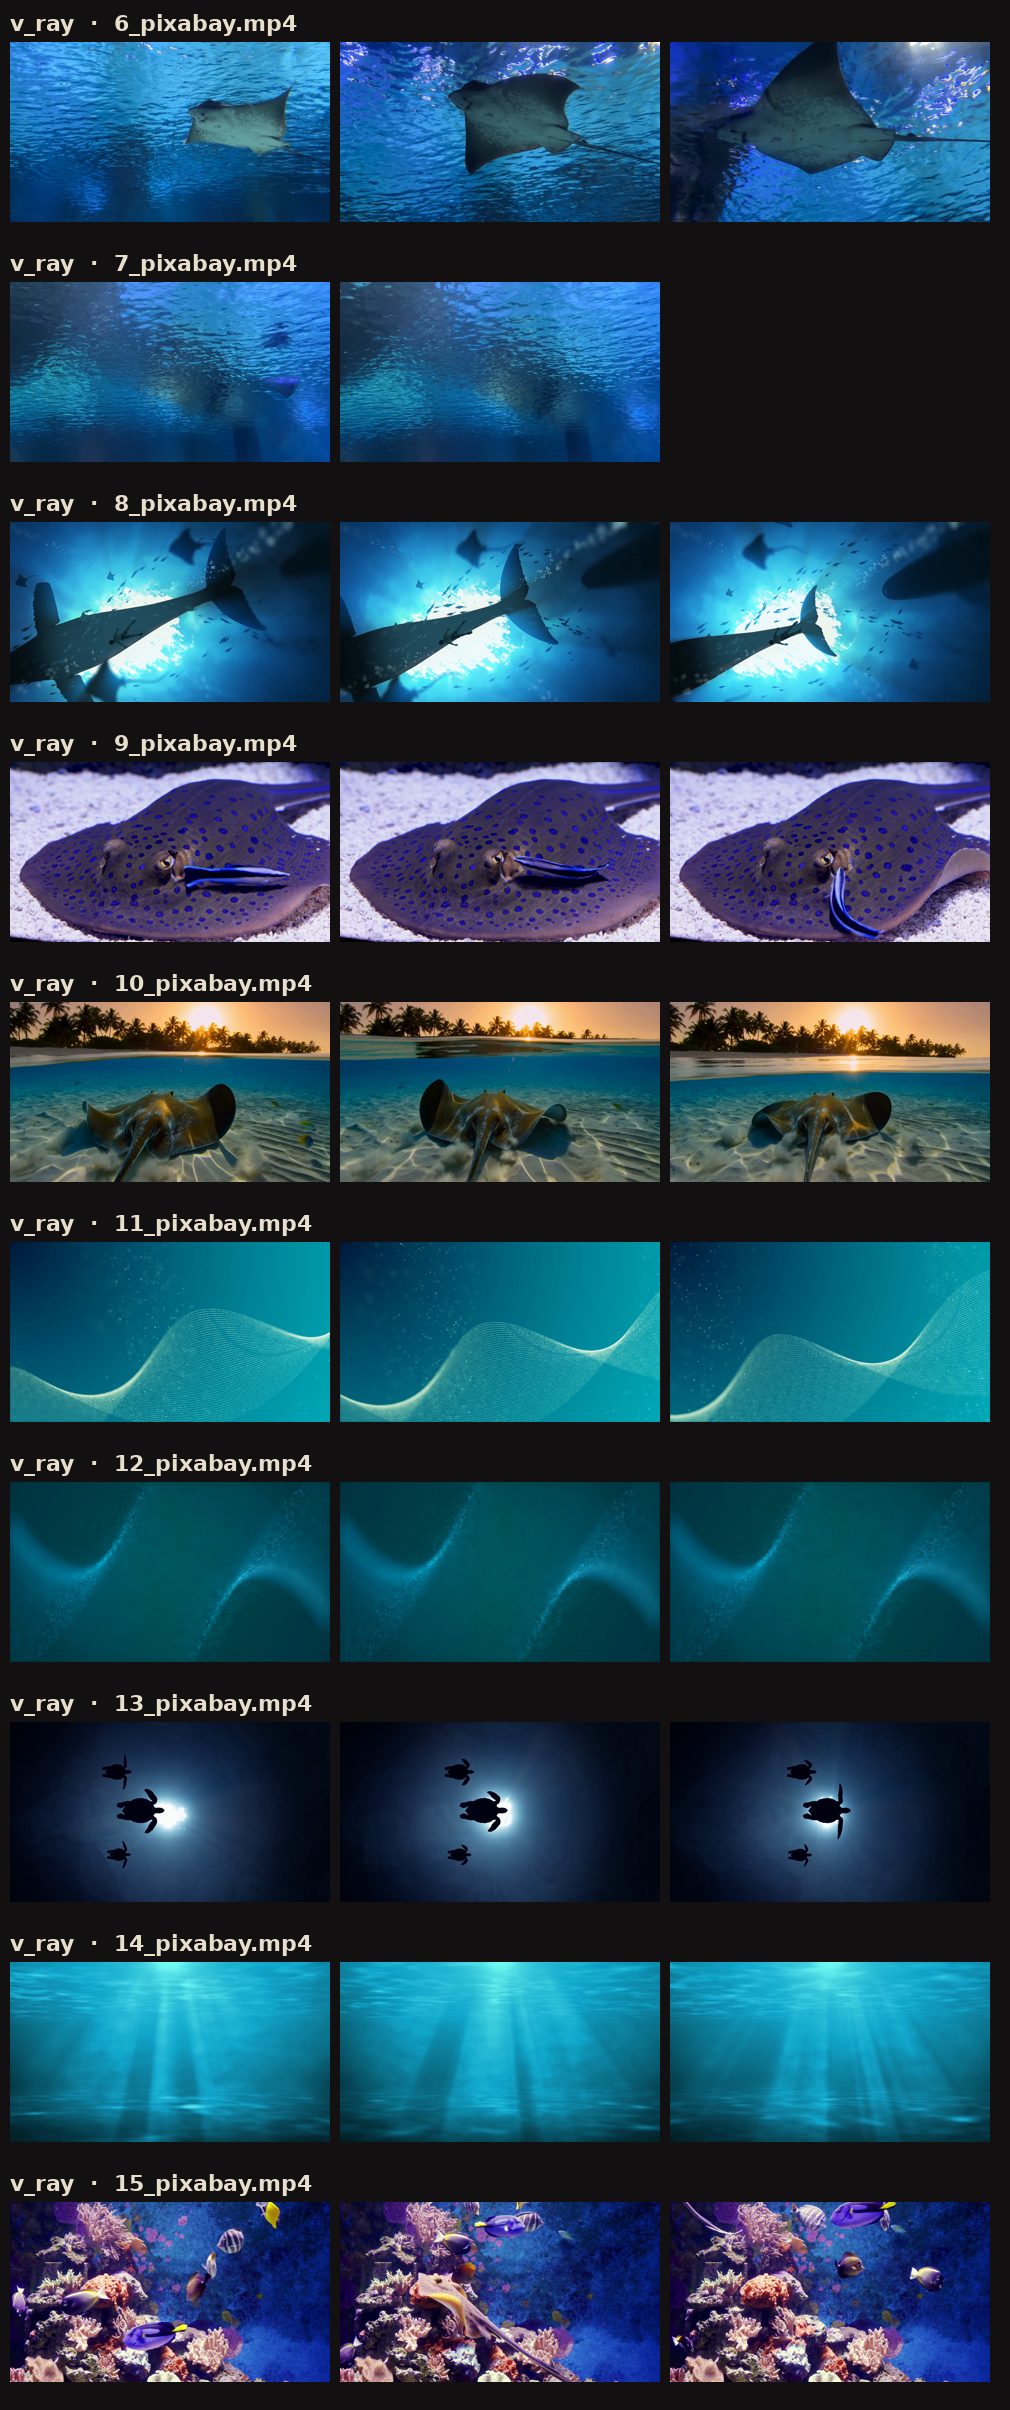 v_ray · 6_pixabay.mp4
v_ray · 7_pixabay.mp4
v_ray · 8_pixabay.mp4
v_ray · 9_pixabay.mp4
v_ray · 10_pixabay.mp4
v_ray · 11_pixabay.mp4
v_ray · 12_pixabay.mp4
v_ray · 13_pixabay.mp4
v_ray · 14_pixabay.mp4
v_ray · 15_pixabay.mp4